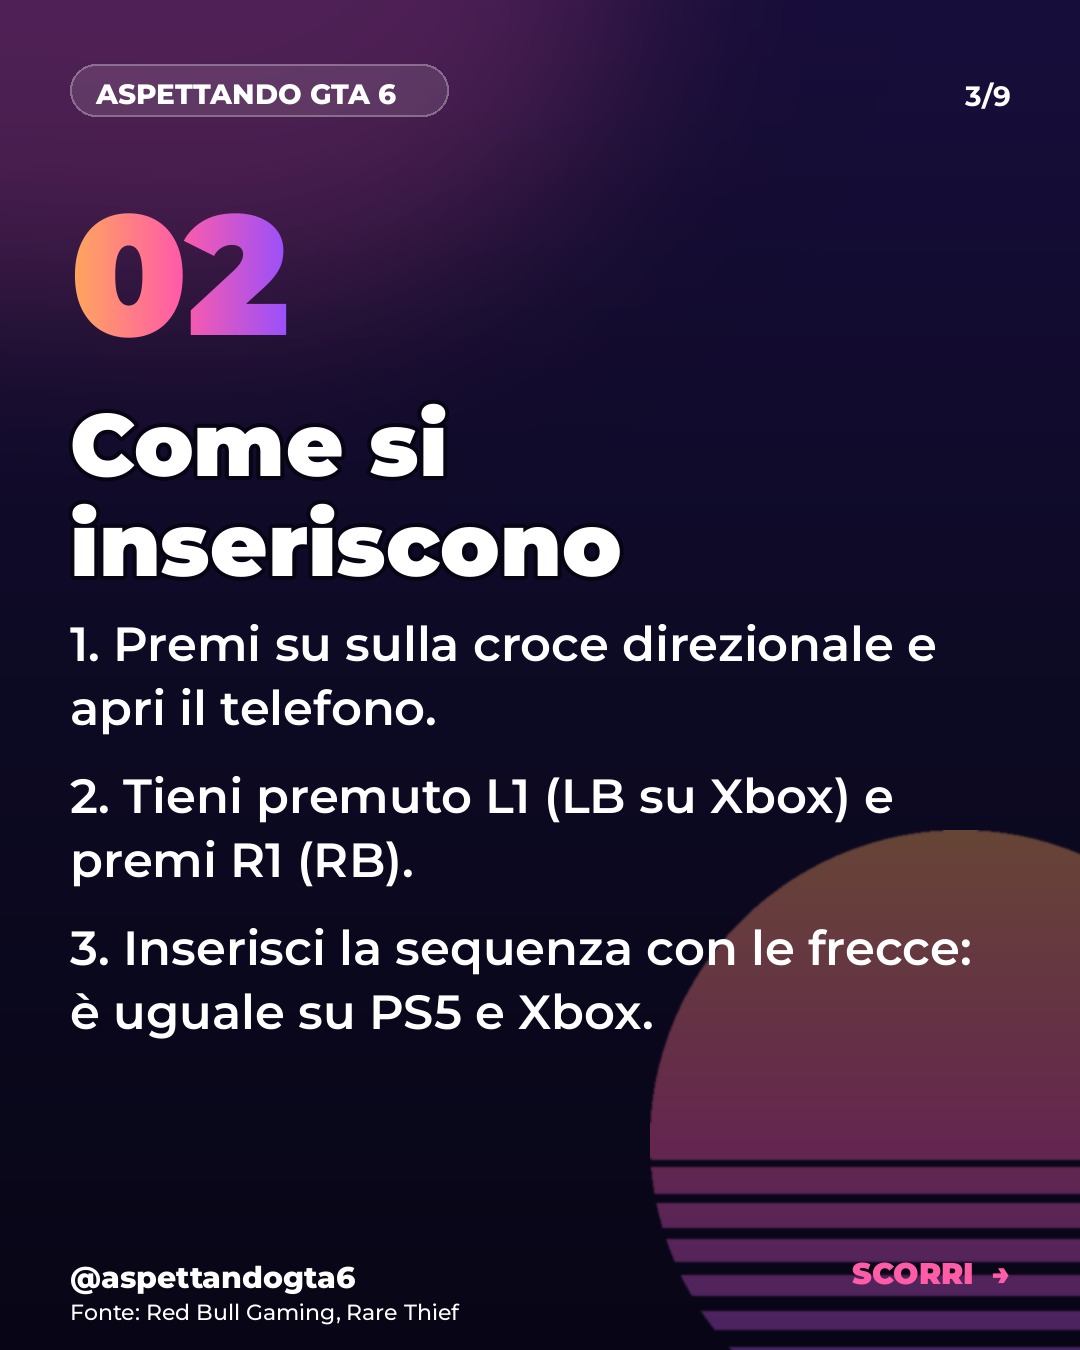 ASPETTANDO GTA 6
3/9
02
Come si
inseriscono
1. Premi su sulla croce direzionale e
apri il telefono.
2. Tieni premuto L1 (LB su Xbox) e
premi R1 (RB).
3. Inserisci la sequenza con le frecce:
è uguale su PS5 e Xbox.
@aspettandogta6
Fonte: Red Bull Gaming, Rare Thief
SCORRI →